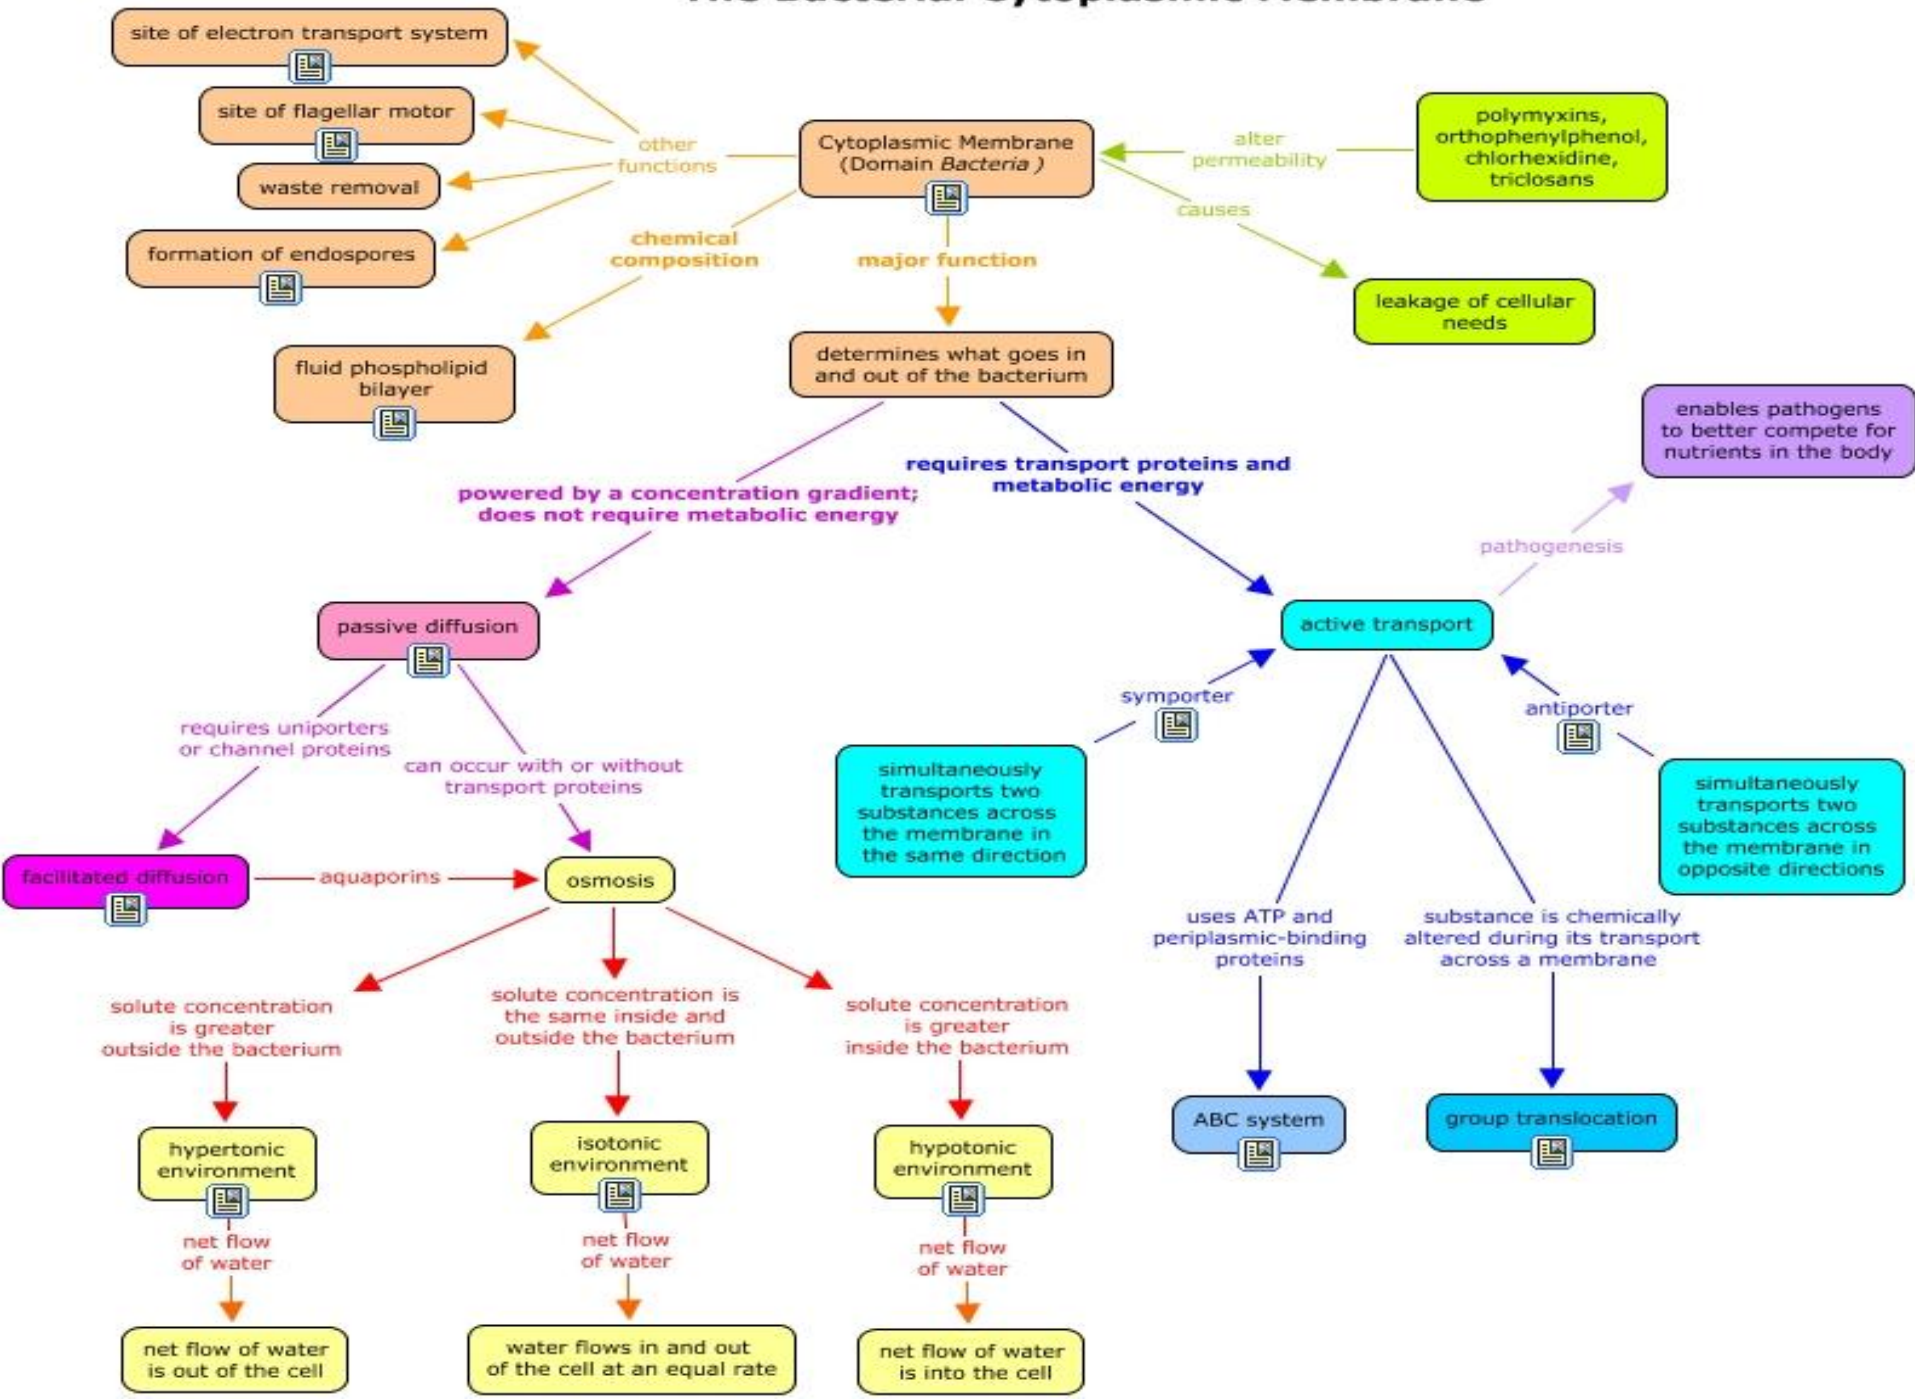 The Bacterial Cytoplasmic Membrane
site of electron transport system
site of flagellar motor
waste removal
formation of endospores
other
functions
Cytoplasmic Membrane
(Domain Bacteria )
alter
permeability
polymyxins,
orthophenylphenol,
chlorhexidine,
triclosans
causes
leakage of cellular
needs
chemical
composition
fluid phospholipid
bilayer
major function
determines what goes in
and out of the bacterium
powered by a concentration gradient;
does not require metabolic energy
requires transport proteins and
metabolic energy
enables pathogens
to better compete for
nutrients in the body
pathogenesis
passive diffusion
active transport
requires uniporters
or channel proteins
can occur with or without
transport proteins
symporter
simultaneously
transports two
substances across
the membrane in
the same direction
antiporter
simultaneously
transports two
substances across
the membrane in
opposite directions
facilitated diffusion
aquaporins
osmosis
uses ATP and
periplasmic-binding
proteins
substance is chemically
altered during its transport
across a membrane
ABC system
group translocation
solute concentration
is greater
outside the bacterium
solute concentration is
the same inside and
outside the bacterium
solute concentration
is greater
inside the bacterium
hypertonic
environment
isotonic
environment
hypotonic
environment
net flow
of water
net flow
of water
net flow
of water
net flow of water
is out of the cell
water flows in and out
of the cell at an equal rate
net flow of water
is into the cell